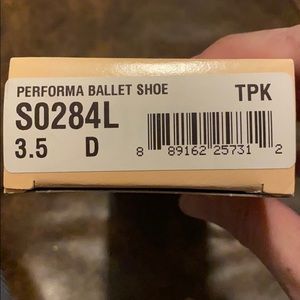 PERFORMA BALLET SHOE TPK
S0284L
3.5 D
8 89162 25731 2